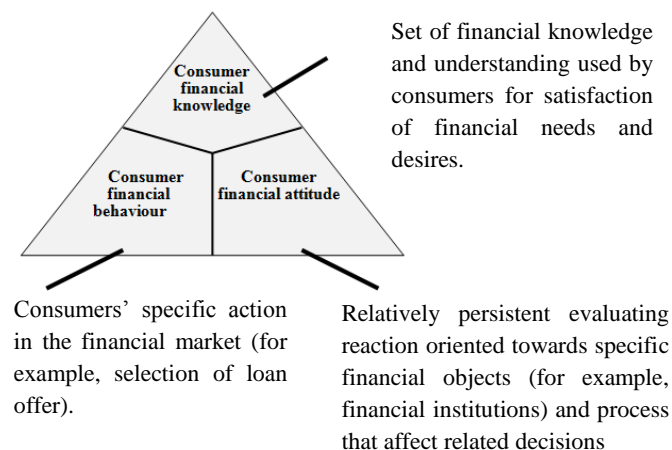 Consumer
financial
knowledge
Set of financial knowledge
and understanding used by
consumers for satisfaction
of financial needs and
desires.
Consumer
financial
behaviour
Consumer
financial attitude
Consumers’ specific action
in the financial market (for
example, selection of loan
offer).
Relatively persistent evaluating
reaction oriented towards specific
financial objects (for example,
financial institutions) and process
that affect related decisions